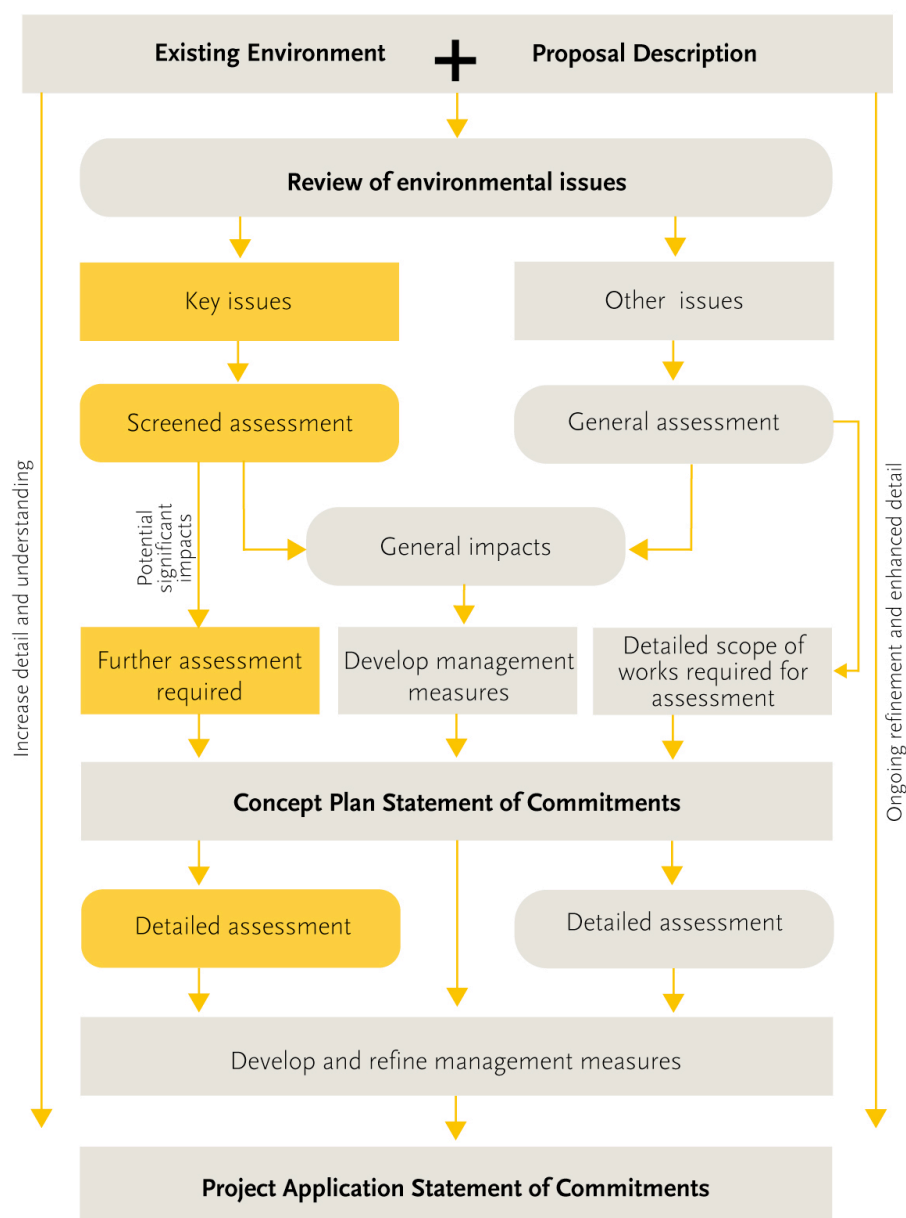 Existing Environment + Proposal Description
Review of environmental issues
Key issues
Other issues
Screened assessment
General assessment
Potential
significant
impacts
General impacts
Further assessment
required
Develop management
measures
Detailed scope of
works required for
assessment
Increase detail and understanding
Ongoing refinement and enhanced detail
Concept Plan Statement of Commitments
Detailed assessment
Detailed assessment
Develop and refine management measures
Project Application Statement of Commitments